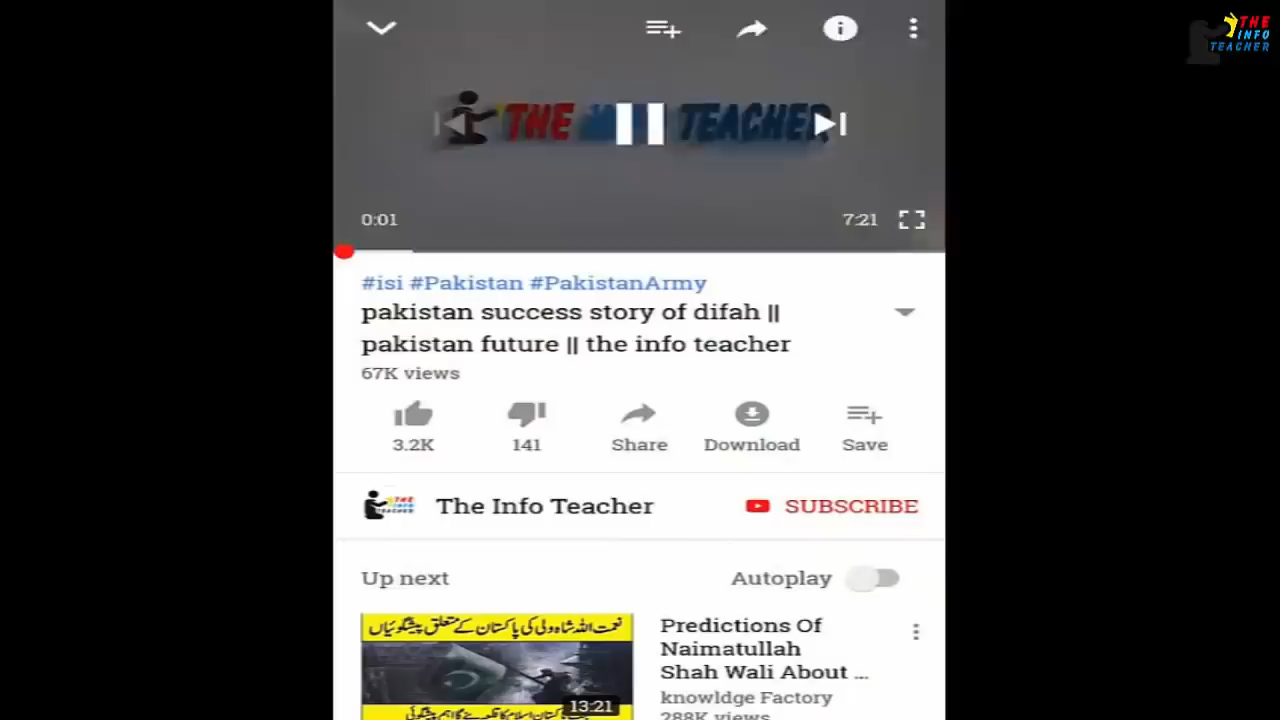 THE
INFO
TEACHER
THE TEACHER
0:01
7:21
#isi #Pakistan #PakistanArmy
pakistan success story of difah ||
pakistan future || the info teacher
67K views
3.2K
141
Share
Download
Save
THE
INFO
TEACHER
The Info Teacher
SUBSCRIBE
Up next
Autoplay
نعمت اللہ شاہ ولی کی پاکستان کے متعلق پیشگوئیاں
13:21
Predictions Of
Naimatullah
Shah Wali About ...
knowldge Factory
288K views